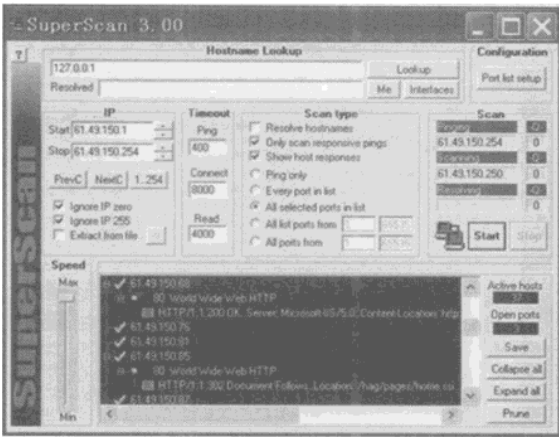 SuperScan 3.00
?
Hostname Lookup
127.0.0.1
Lookup
Resolved
Me
Interfaces
Configuration
Port list setup
IP
Start 61.49.150.1
Stop 61.49.150.254
PrevC
NextC
1..254
Ignore IP zero
Ignore IP 255
Extract from file
Timeout
Ping
400
Connect
8000
Read
4000
Scan type
Resolve hostnames
Only scan responsive pings
Show host responses
Ping only
Every port in list
All selected ports in list
All list ports from
All ports from
Scan
Pinging
61.49.150.254
0
Scanning
61.49.150.250
0
Resolving
0
Start
Stop
SuperScan
Speed
Max
Min
61.49.150.68
80 World Wide Web HTTP
HTTP/1.1 200 OK. Server: Microsoft-IIS/5.0. Content-Location: http:
61.49.150.76
61.49.150.81
61.49.150.85
80 World Wide Web HTTP
HTTP/1.1 302 Document Follows. Location: /hag/pages/home.ssi
61.49.150.87
Active hosts
Open ports
Save
Collapse all
Expand all
Prune